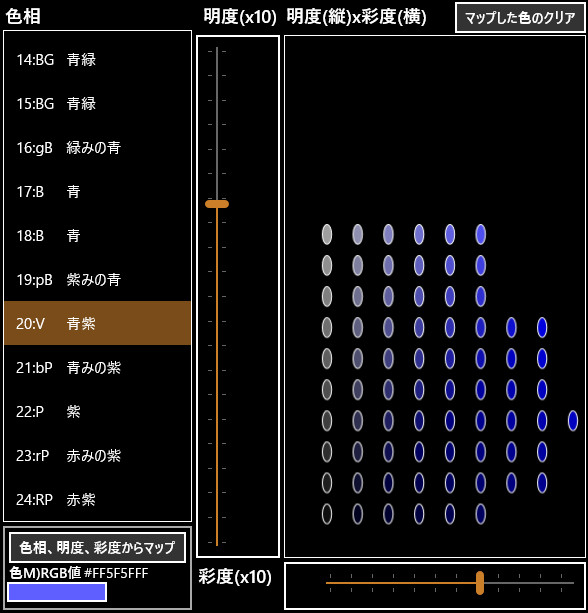 色相
明度(x10)
明度(縦)x彩度(横)
マップした色のクリア
14:BG 青緑
15:BG 青緑
16:gB 緑みの青
17:B 青
18:B 青
19:pB 紫みの青
20:V 青紫
21:bP 青みの紫
22:P 紫
23:rP 赤みの紫
24:RP 赤紫
色相、明度、彩度からマップ
色M)RGB値 #FF5F5FFF
彩度(x10)